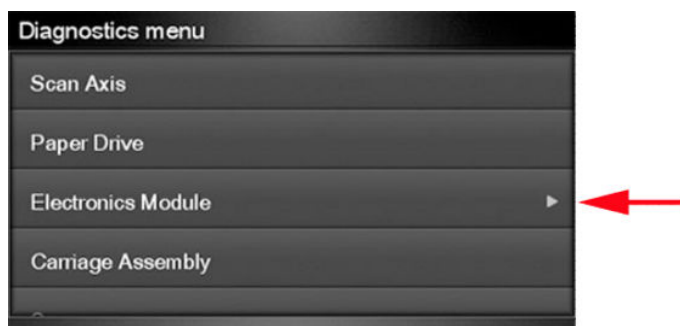 Diagnostics menu
Scan Axis
Paper Drive
Electronics Module
Carriage Assembly